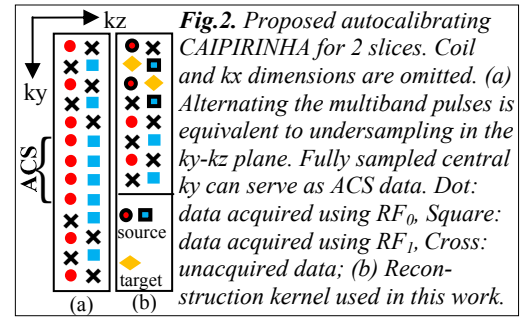 kz
ky
ACS
source
target
(a)
(b)
Fig.2. Proposed autocalibrating
CAIPIRINHA for 2 slices. Coil
and kx dimensions are omitted. (a)
Alternating the multiband pulses is
equivalent to undersampling in the
ky-kz plane. Fully sampled central
ky can serve as ACS data. Dot:
data acquired using RF0, Square:
data acquired using RF1, Cross:
unacquired data; (b) Recon-
struction kernel used in this work.